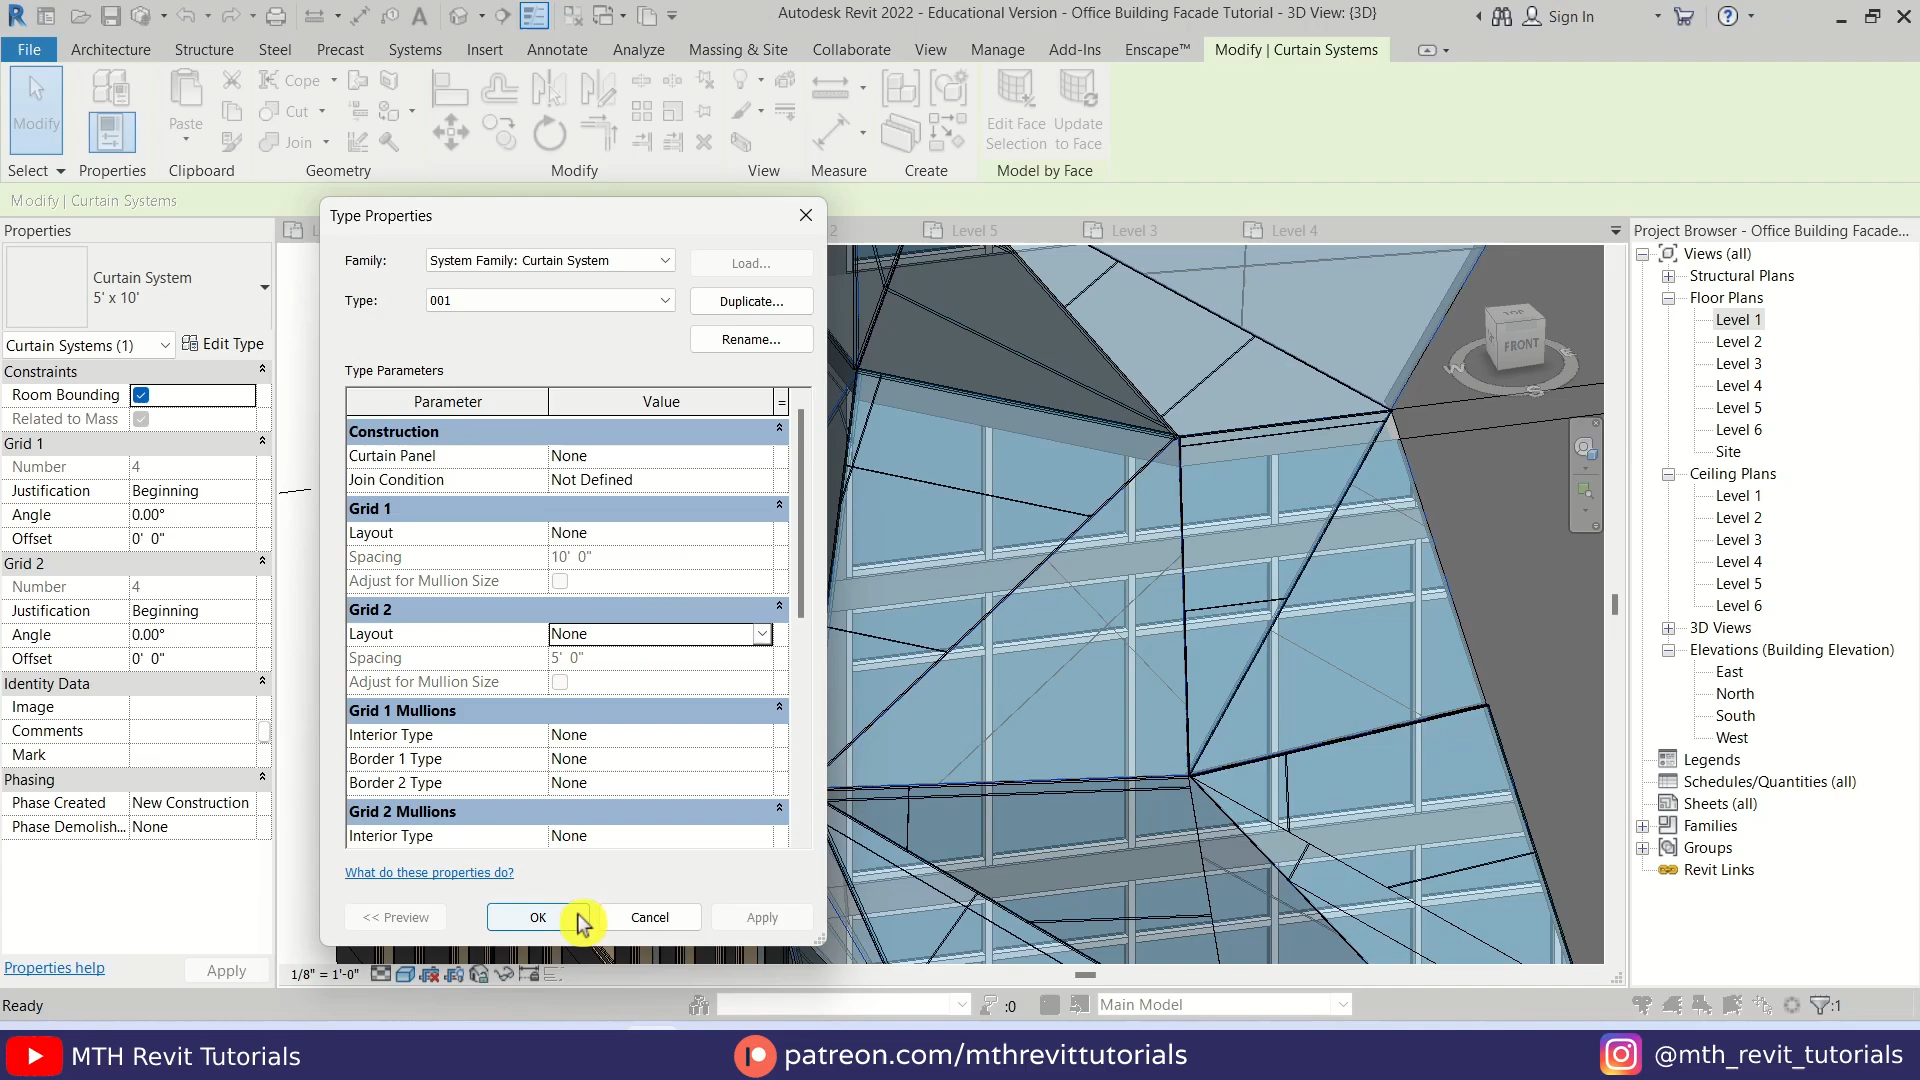 Autodesk Revit 2022 - Educational Version - Office Building Facade Tutorial - 3D View: {3D}
Sign In
File Architecture Structure Steel Precast Systems Insert Annotate Analyze Massing & Site Collaborate View Manage Add-Ins Enscape™ Modify | Curtain Systems
Modify
Paste
Cope
Cut
Join
Edit Face Selection
Update to Face
Select Properties Clipboard Geometry Modify View Measure Create Model by Face
Modify | Curtain Systems
Properties
Curtain System
5' x 10'
Curtain Systems (1)
Edit Type
Constraints
Room Bounding
Related to Mass
Grid 1
Number 4
Justification Beginning
Angle 0.00°
Offset 0' 0"
Grid 2
Number 4
Justification Beginning
Angle 0.00°
Offset 0' 0"
Identity Data
Image
Comments
Mark
Phasing
Phase Created New Construction
Phase Demolish... None
Properties help
Apply
Type Properties
Family: System Family: Curtain System Load...
Type: 001 Duplicate...
Rename...
Type Parameters
Parameter Value =
Construction
Curtain Panel None
Join Condition Not Defined
Grid 1
Layout None
Spacing 10' 0"
Adjust for Mullion Size
Grid 2
Layout None
Spacing 5' 0"
Adjust for Mullion Size
Grid 1 Mullions
Interior Type None
Border 1 Type None
Border 2 Type None
Grid 2 Mullions
Interior Type None
What do these properties do?
<< Preview OK Cancel Apply
2 Level 5 Level 3 Level 4
TOP
FRONT
W
S
Project Browser - Office Building Facade...
Views (all)
Structural Plans
Floor Plans
Level 1
Level 2
Level 3
Level 4
Level 5
Level 6
Site
Ceiling Plans
Level 1
Level 2
Level 3
Level 4
Level 5
Level 6
3D Views
Elevations (Building Elevation)
East
North
South
West
Legends
Schedules/Quantities (all)
Sheets (all)
Families
Groups
Revit Links
1/8" = 1'-0"
Ready
:0
Main Model
:1
MTH Revit Tutorials
patreon.com/mthrevittutorials
@mth_revit_tutorials